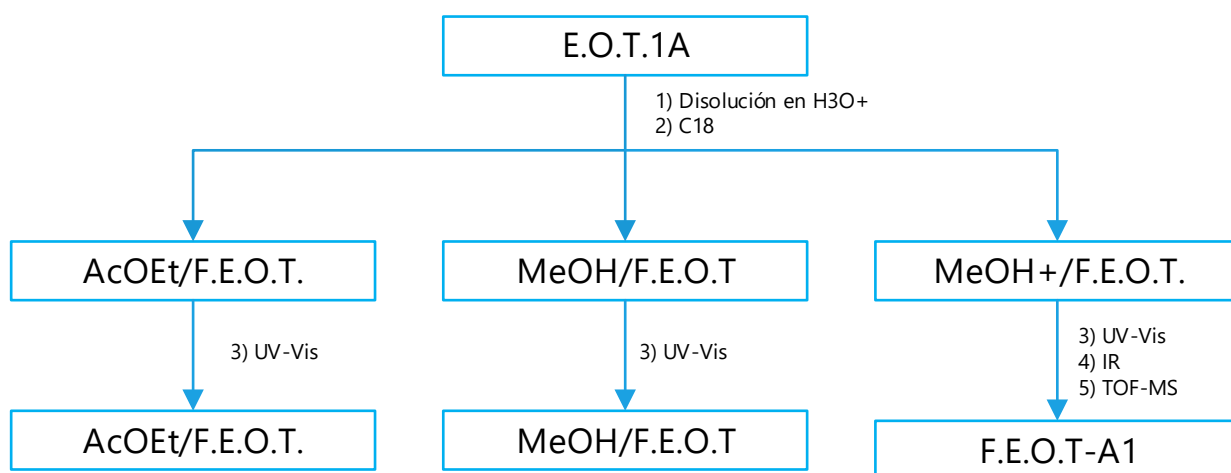 E.O.T.1A
1) Disolución en H3O+
2) C18
AcOEt/F.E.O.T.
MeOH/F.E.O.T
MeOH+/F.E.O.T.
3) UV-Vis
3) UV-Vis
3) UV-Vis
4) IR
5) TOF-MS
AcOEt/F.E.O.T.
MeOH/F.E.O.T
F.E.O.T-A1